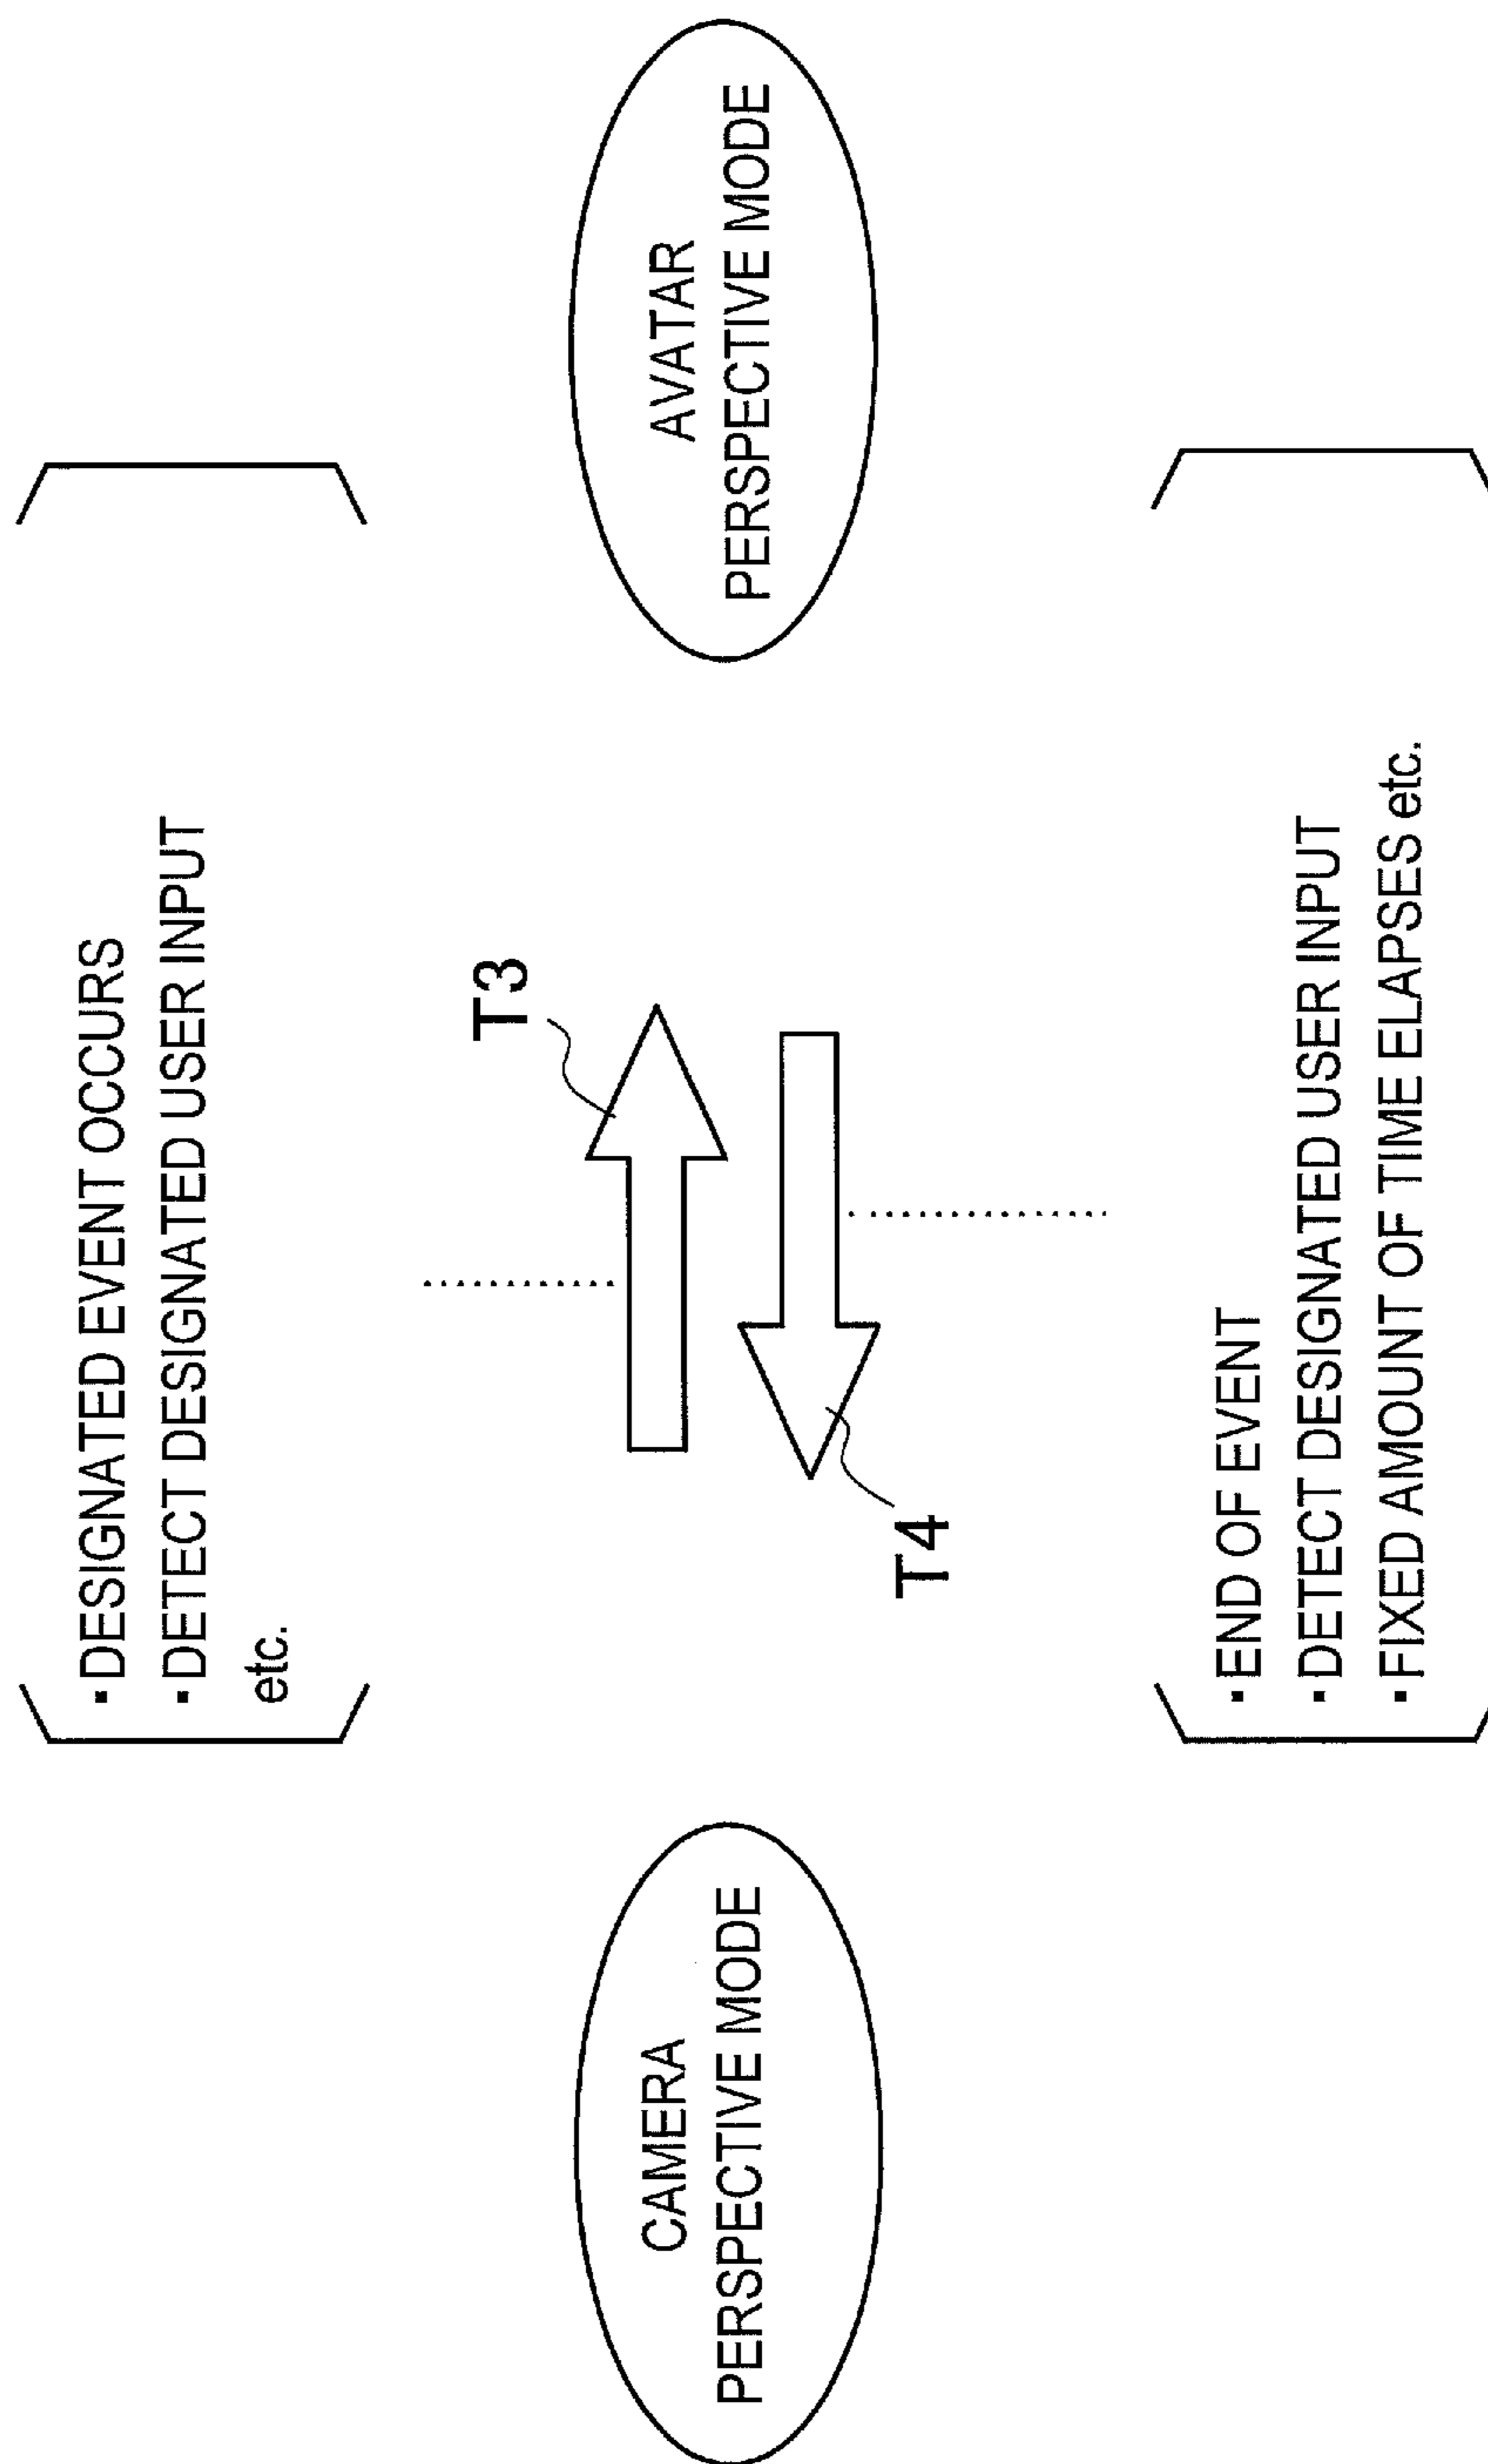 ▪DESIGNATED EVENT OCCURS
▪DETECT DESIGNATED USER INPUT
etc.
T3
CAMERA
PERSPECTIVE MODE
AVATAR
PERSPECTIVE MODE
T4
▪END OF EVENT
▪DETECT DESIGNATED USER INPUT
▪FIXED AMOUNT OF TIME ELAPSES etc.